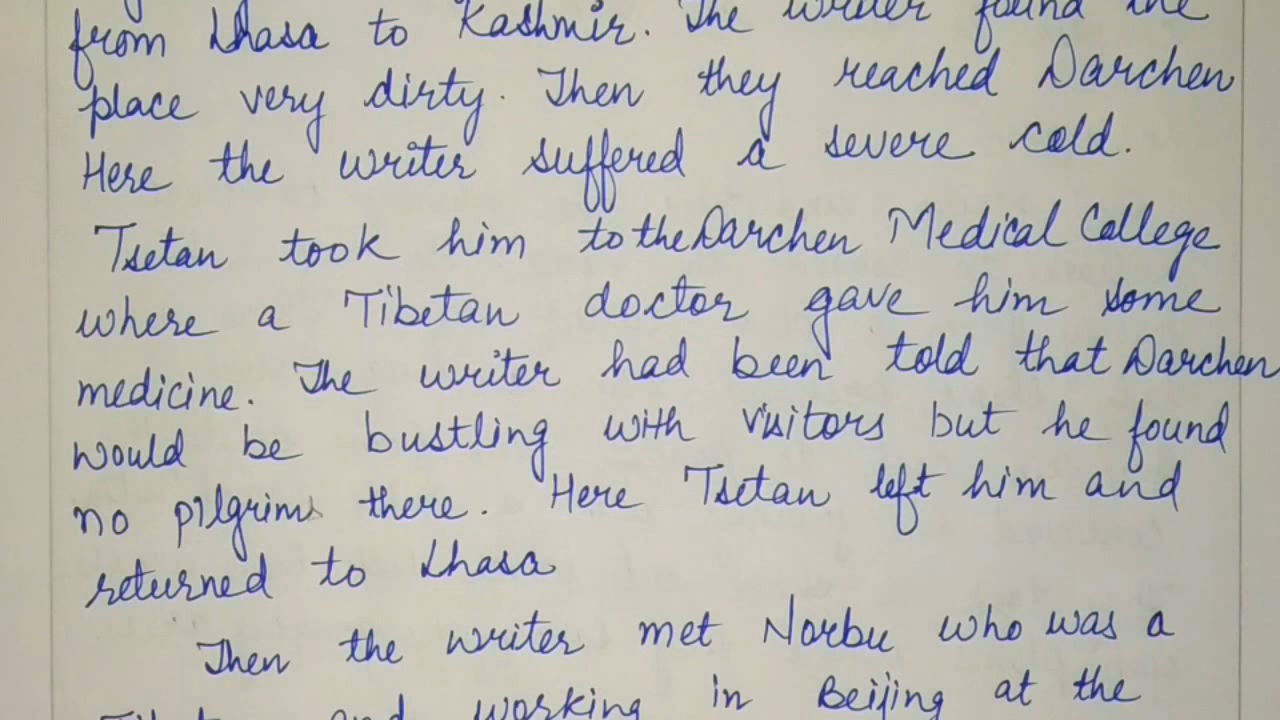 from Lhasa to Kashmir. The writer found the
place very dirty. Then they reached Darchen
Here the writer suffered a severe cold.
Tsetan took him to the Darchen Medical College
where a Tibetan doctor gave him some
medicine. The writer had been told that Darchen
would be bustling with visitors but he found
no pilgrims there. Here Tsetan left him and
returned to Lhasa
Then the writer met Norbu who was a
and working in Beijing at the